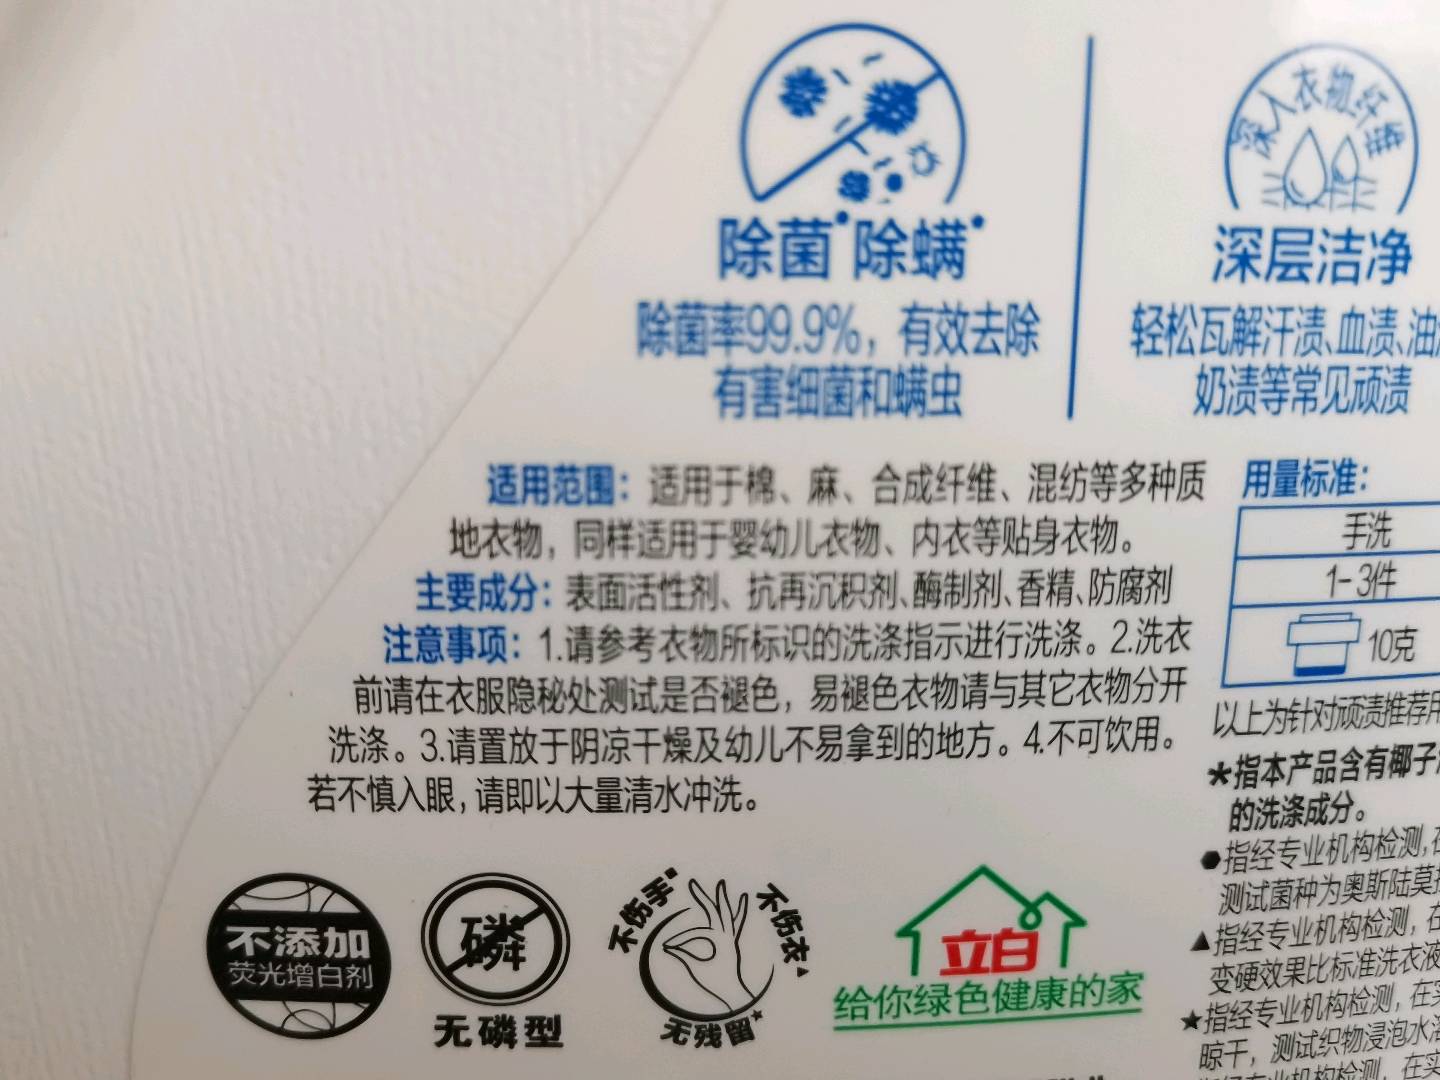 深入衣物纤维
除菌•除螨•
深层洁净
除菌率99.9%，有效去除
有害细菌和螨虫
轻松瓦解汗渍、血渍、油
奶渍等常见顽渍
适用范围：适用于棉、麻、合成纤维、混纺等多种质
地衣物，同样适用于婴幼儿衣物、内衣等贴身衣物。
主要成分：表面活性剂、抗再沉积剂、酶制剂、香精、防腐剂
注意事项：1.请参考衣物所标识的洗涤指示进行洗涤。2.洗衣
前请在衣服隐秘处测试是否褪色，易褪色衣物请与其它衣物分开
洗涤。3.请置放于阴凉干燥及幼儿不易拿到的地方。4.不可饮用。
若不慎入眼，请即以大量清水冲洗。
用量标准：
手洗
1-3件
10克
以上为针对顽渍推荐用
*指本产品含有椰子
的洗涤成分。
●指经专业机构检测，在
测试菌种为奥斯陆莫
▲指经专业机构检测，在
变硬效果比标准洗衣液
★指经专业机构检测，在实
晾干，测试织物浸泡水
不添加
荧光增白剂
磷
无磷型
不伤手■
不伤衣▲
无残留★
立白
给你绿色健康的家